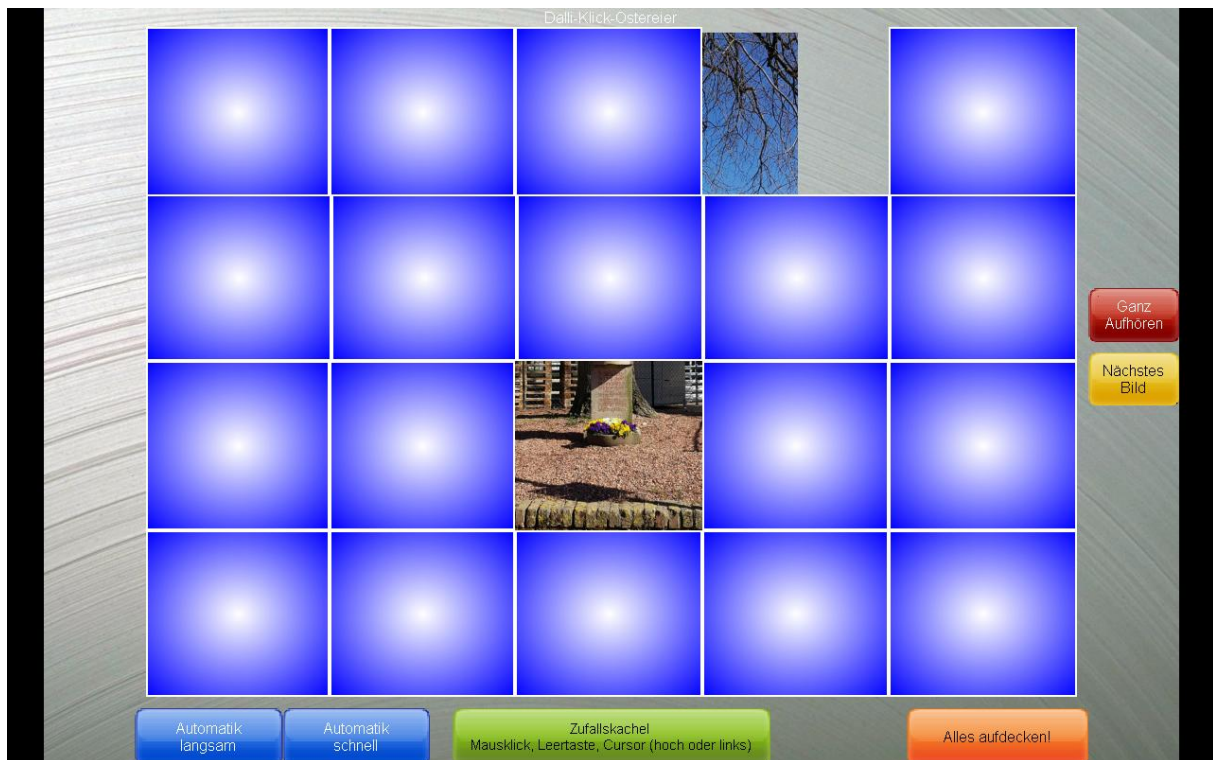 Dalli-Klick-Ostereier
Ganz
Aufhören
Nächstes
Bild
Automatik
langsam
Automatik
schnell
Zufallskachel
Mausklick, Leertaste, Cursor (hoch oder links)
Alles aufdecken!